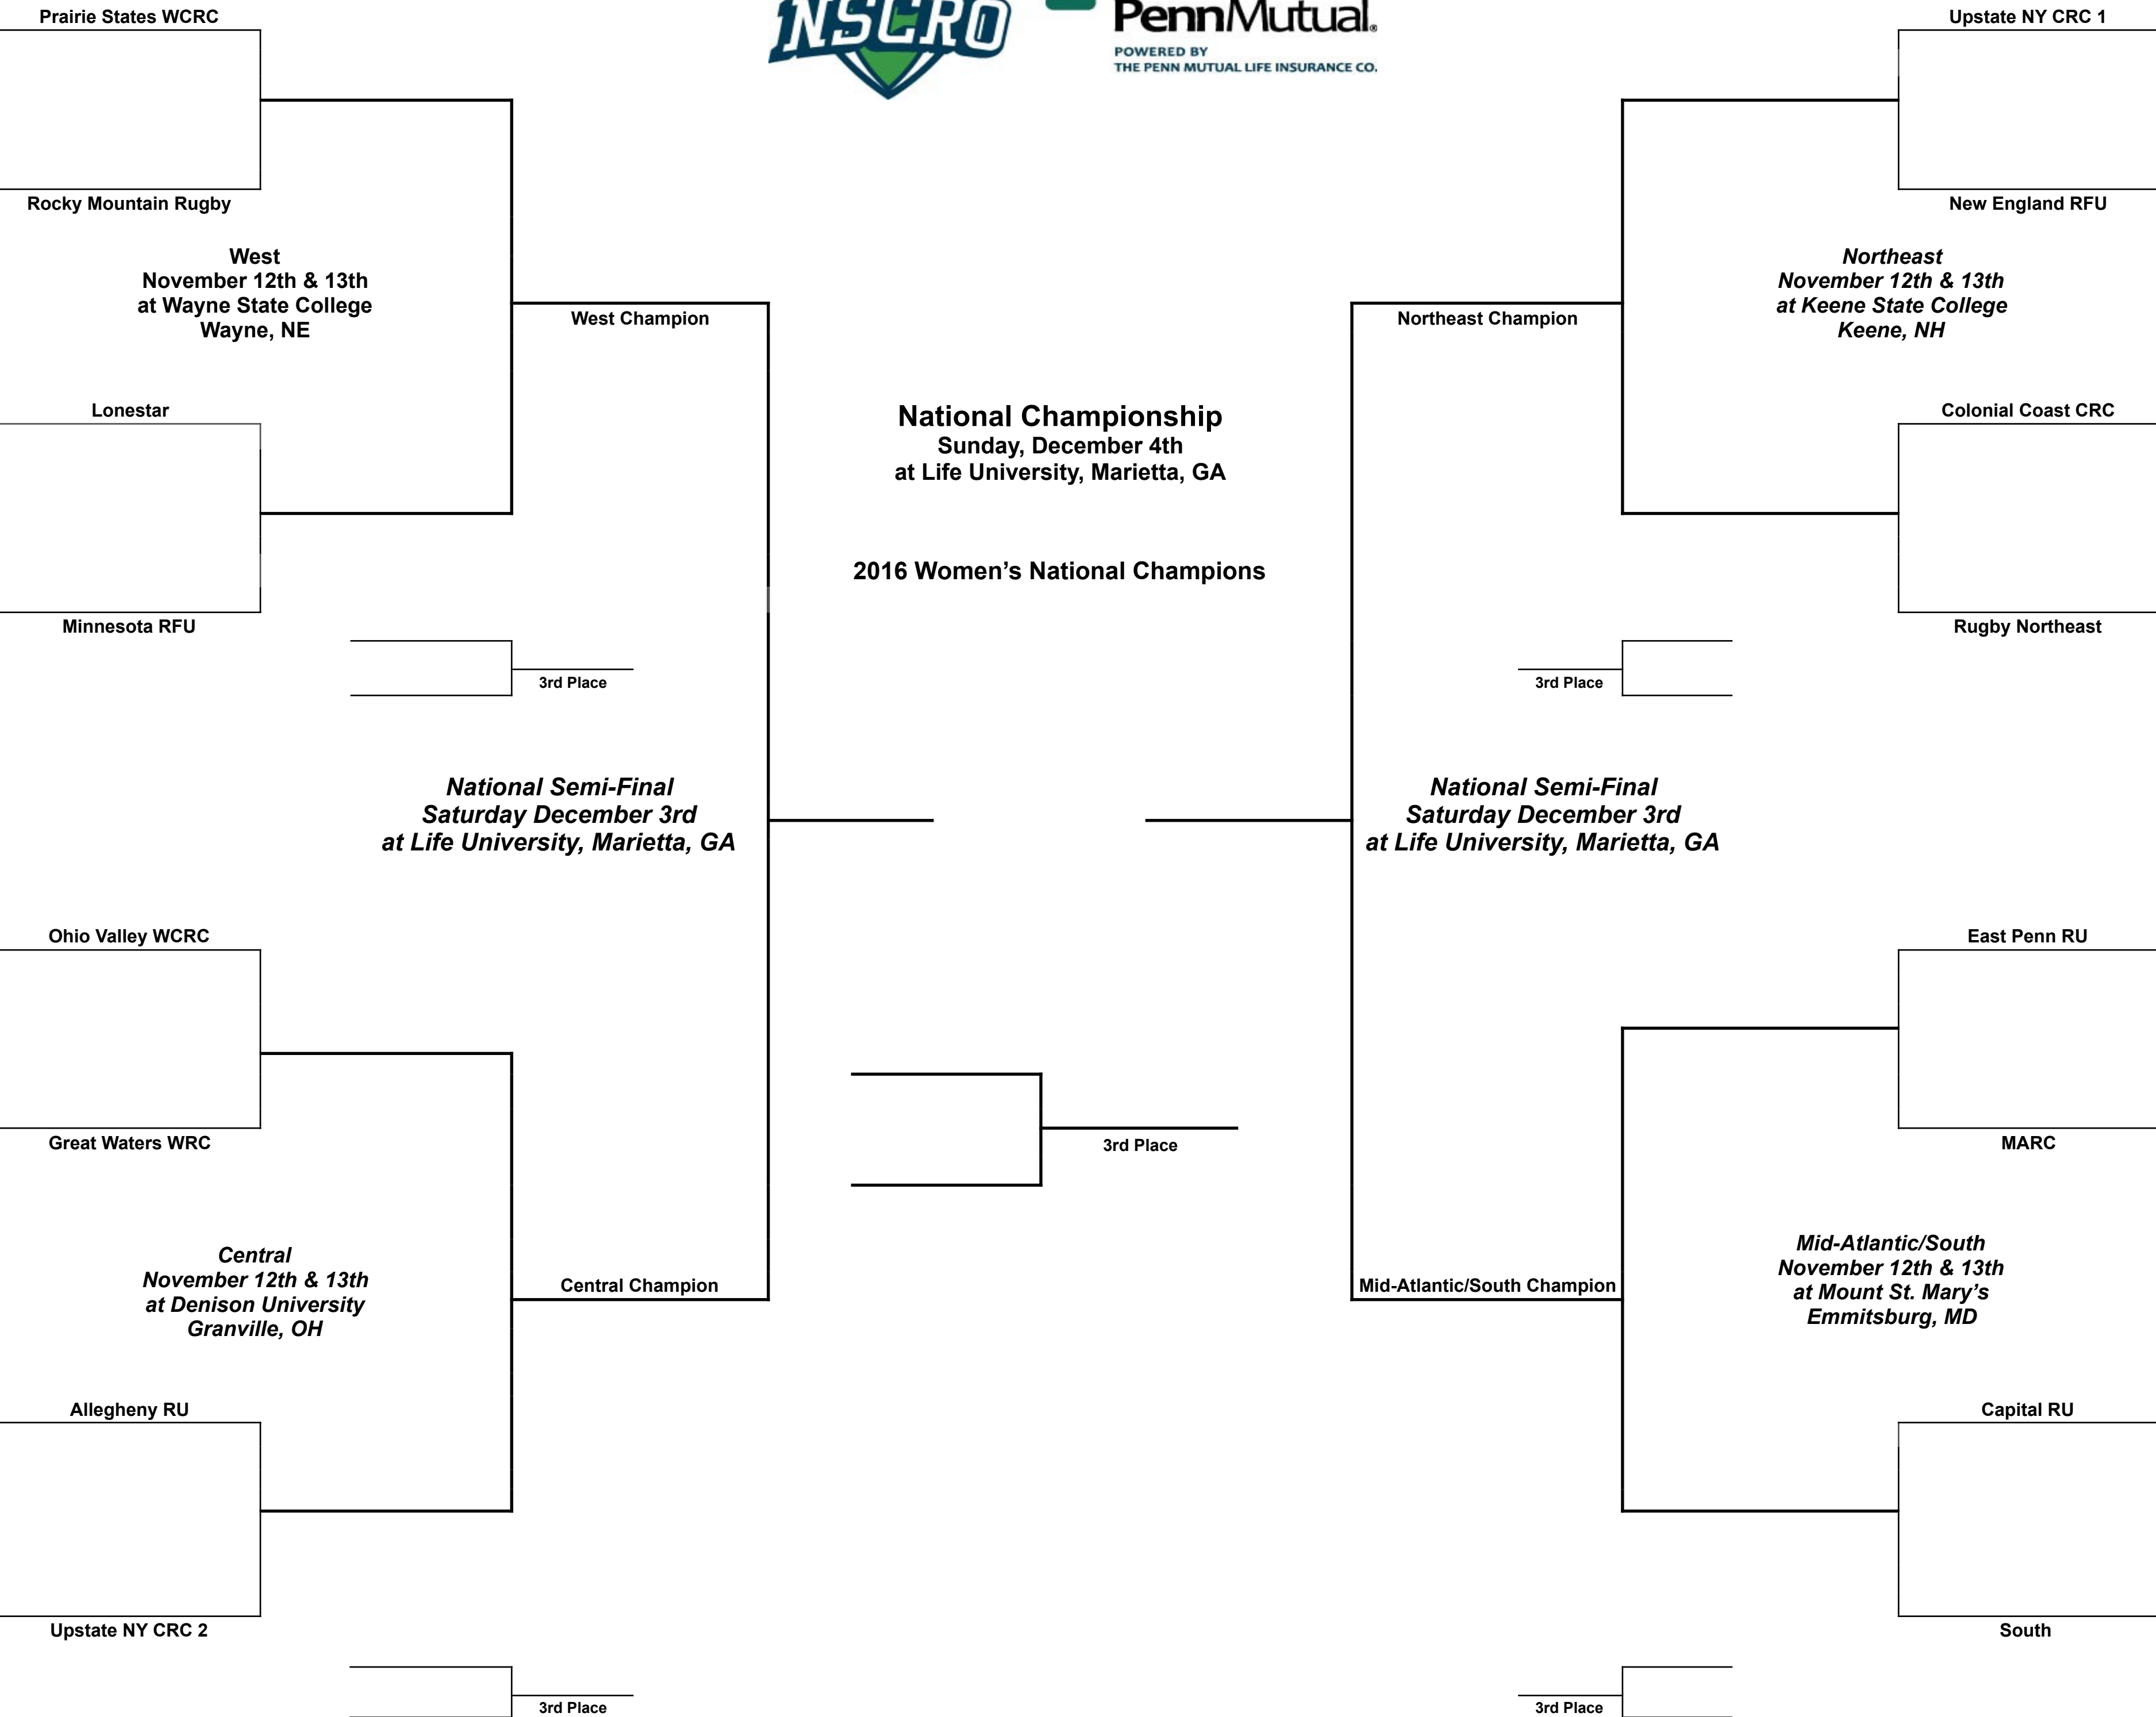 Prairie States WCRC
NSCRO
PennMutual®
POWERED BY
THE PENN MUTUAL LIFE INSURANCE CO.
Upstate NY CRC 1
Rocky Mountain Rugby
New England RFU
West
November 12th & 13th
at Wayne State College
Wayne, NE
Northeast
November 12th & 13th
at Keene State College
Keene, NH
West Champion
Northeast Champion
Lonestar
National Championship
Sunday, December 4th
at Life University, Marietta, GA
Colonial Coast CRC
2016 Women’s National Champions
Minnesota RFU
Rugby Northeast
3rd Place
3rd Place
National Semi-Final
Saturday December 3rd
at Life University, Marietta, GA
National Semi-Final
Saturday December 3rd
at Life University, Marietta, GA
Ohio Valley WCRC
East Penn RU
Great Waters WRC
3rd Place
MARC
Central
November 12th & 13th
at Denison University
Granville, OH
Central Champion
Mid-Atlantic/South Champion
Mid-Atlantic/South
November 12th & 13th
at Mount St. Mary’s
Emmitsburg, MD
Allegheny RU
Capital RU
Upstate NY CRC 2
South
3rd Place
3rd Place